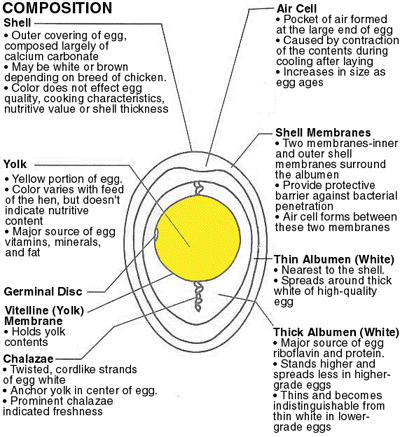 COMPOSITION
Shell
• Outer covering of egg,
composed largely of
calcium carbonate
• May be white or brown
depending on breed of chicken.
• Color does not effect egg
quality, cooking characteristics,
nutritive value or shell thickness
Air Cell
• Pocket of air formed
at the large end of egg
• Caused by contraction
of the contents during
cooling after laying
• Increases in size as
egg ages
Shell Membranes
• Two membranes-inner
and outer shell
membranes surround
the albumen
• Provide protective
barrier against bacterial
penetration
• Air cell forms between
these two membranes
Yolk
• Yellow portion of egg.
• Color varies with feed
of the hen, but doesn't
indicate nutritive
content
• Major source of egg
vitamins, minerals,
and fat
Germinal Disc
Vitelline (Yolk)
Membrane
• Holds yolk
contents
Chalazae
• Twisted, cordlike strands
of egg white
• Anchor yolk in center of egg.
• Prominent chalazae
indicated freshness
Thin Albumen (White)
• Nearest to the shell.
• Spreads around thick
white of high-quality
egg
Thick Albumen (White)
• Major source of egg
riboflavin and protein.
• Stands higher and
spreads less in higher-
grade eggs
• Thins and becomes
indistinguishable from
thin white in lower-
grade eggs